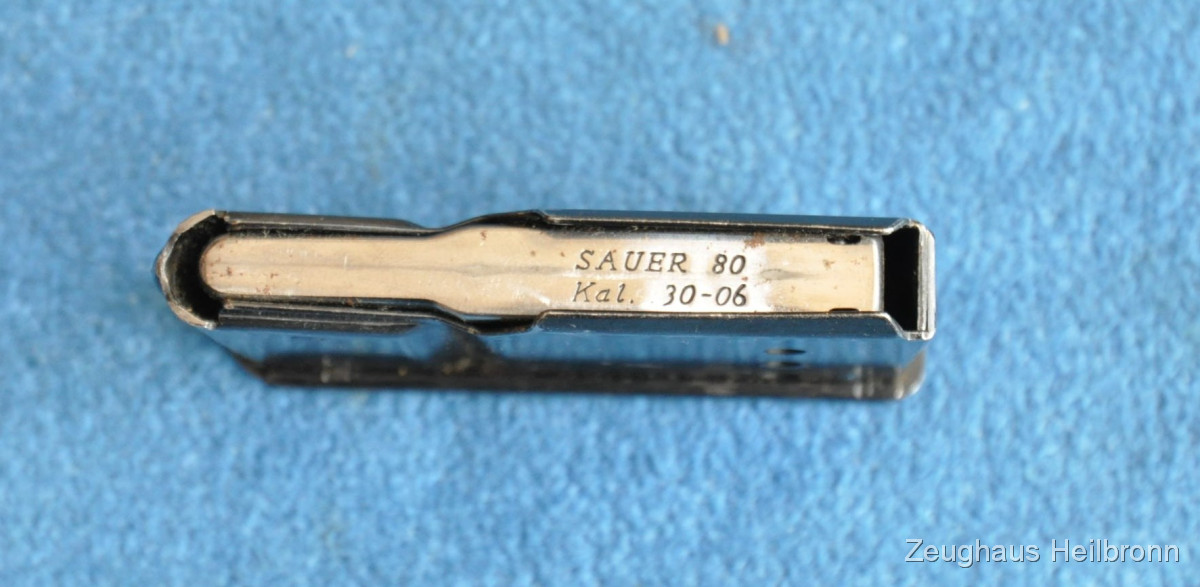 SAUER 80
Kal. 30-06
Zeughaus Heilbronn